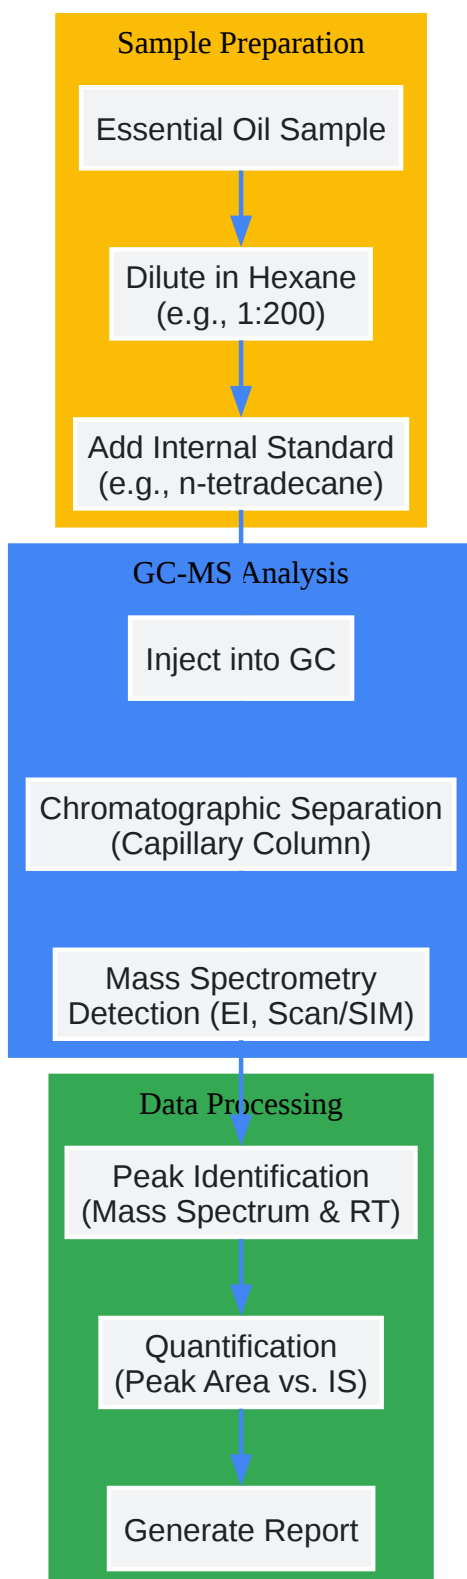 Sample Preparation
Essential Oil Sample
Dilute in Hexane
(e.g., 1:200)
Add Internal Standard
(e.g., n-tetradecane)
GC-MS Analysis
Inject into GC
Chromatographic Separation
(Capillary Column)
Mass Spectrometry
Detection (EI, Scan/SIM)
Data Processing
Peak Identification
(Mass Spectrum & RT)
Quantification
(Peak Area vs. IS)
Generate Report